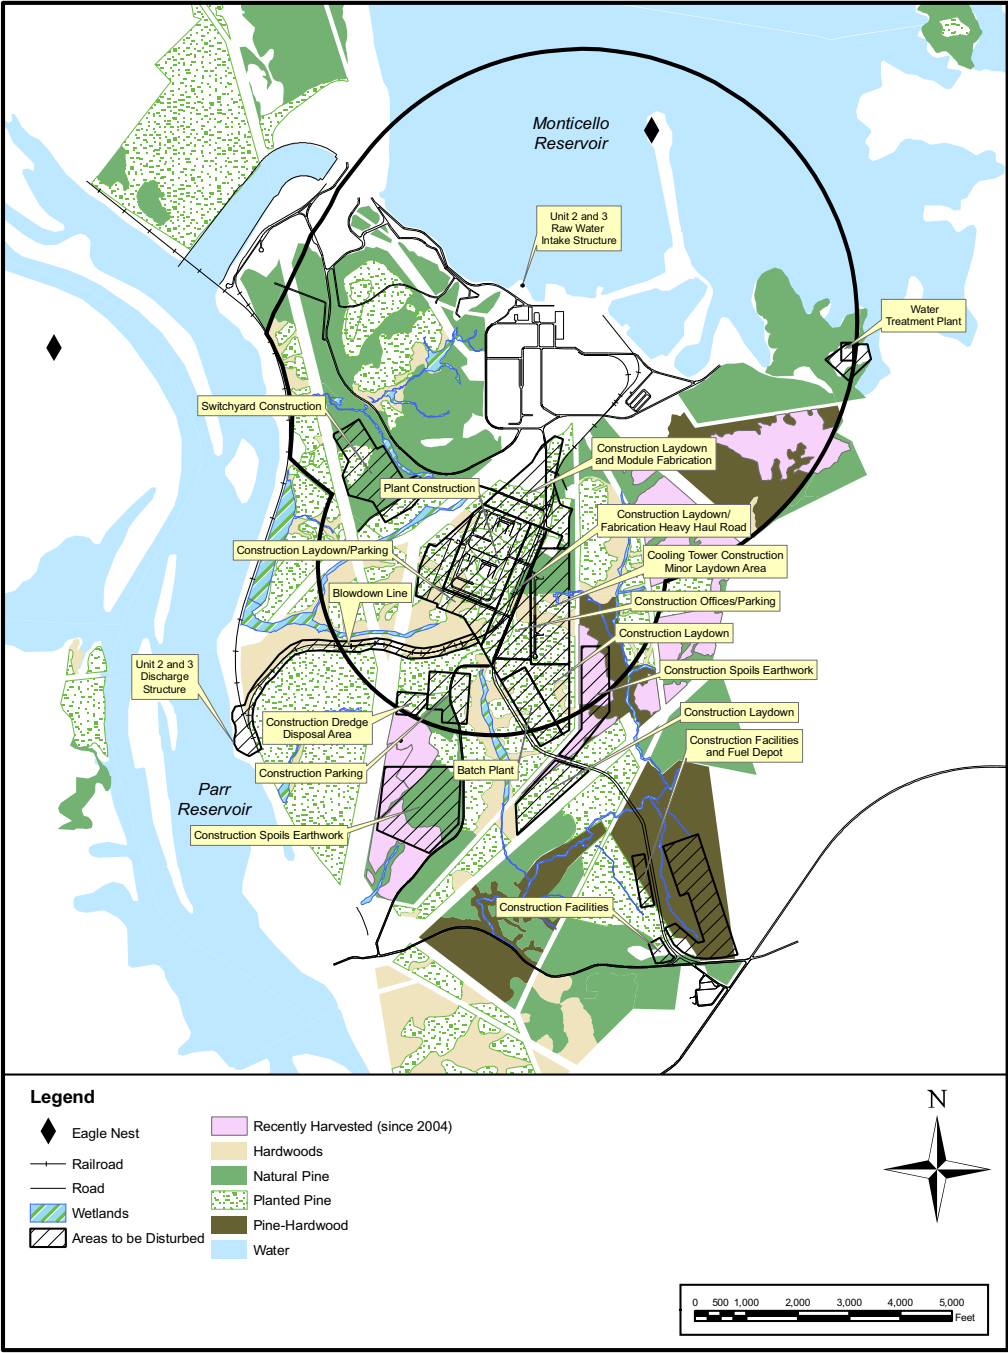 Monticello
Reservoir
Unit 2 and 3
Raw Water
Intake Structure
Water
Treatment Plant
Switchyard Construction
Construction Laydown
and Module Fabrication
Plant Construction
Construction Laydown/
Fabrication Heavy Haul Road
Construction Laydown/Parking
Cooling Tower Construction
Minor Laydown Area
Blowdown Line
Construction Offices/Parking
Construction Laydown
Unit 2 and 3
Discharge
Structure
Construction Spoils Earthwork
Construction Laydown
Construction Dredge
Disposal Area
Construction Facilities
and Fuel Depot
Construction Parking
Batch Plant
Parr
Reservoir
Construction Spoils Earthwork
Construction Facilities
Legend
Eagle Nest
Railroad
Road
Wetlands
Areas to be Disturbed
Recently Harvested (since 2004)
Hardwoods
Natural Pine
Planted Pine
Pine-Hardwood
Water
N
0 500 1,000 2,000 3,000 4,000 5,000
Feet